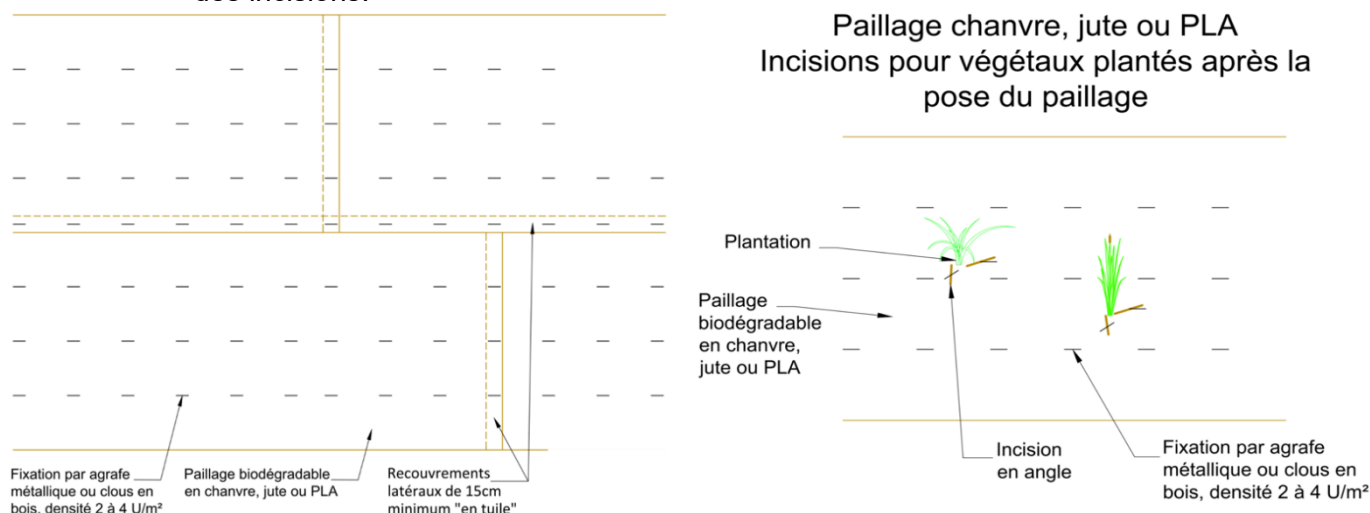 des incisions.
Fixation par agrafe
métallique ou clous en
bois, densité 2 à 4 U/m²
Paillage biodégradable
en chanvre, jute ou PLA
Recouvrements
latéraux de 15cm
minimum "en tuile"
Paillage chanvre, jute ou PLA
Incisions pour végétaux plantés après la
pose du paillage
Plantation
Paillage
biodégradable
en chanvre,
jute ou PLA
Incision
en angle
Fixation par agrafe
métallique ou clous en
bois, densité 2 à 4 U/m²